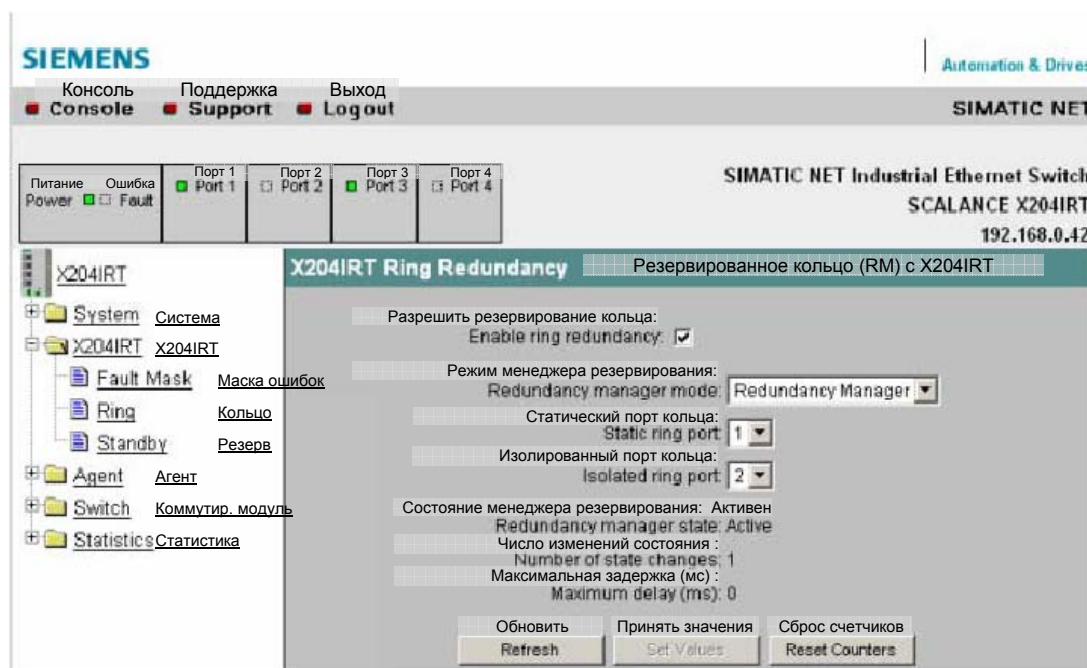 SIEMENS
Automation & Drives
Консоль Поддержка Выход
Console Support Logout
SIMATIC NET
Порт 1 Порт 2 Порт 3 Порт 4
Port 1 Port 2 Port 3 Port 4
Питание Ошибка
Power Fault
SIMATIC NET Industrial Ethernet Switch
SCALANCE X204IRT
192.168.0.42
X204IRT
X204IRT Ring Redundancy Резервированное кольцо (RM) с X204IRT
System Система
X204IRT X204IRT
Fault Mask Маска ошибок
Ring Кольцо
Standby Резерв
Agent Агент
Switch Коммутир. модуль
Statistics Статистика
Разрешить резервирование кольца:
Enable ring redundancy:
Режим менеджера резервирования:
Redundancy manager mode: Redundancy Manager
Статический порт кольца:
Static ring port: 1
Изолированный порт кольца:
Isolated ring port: 2
Состояние менеджера резервирования: Активен
Redundancy manager state: Active
Число изменений состояния :
Number of state changes: 1
Максимальная задержка (мс) :
Maximum delay (ms): 0
Обновить Принять значения Сброс счетчиков
Refresh Set Values Reset Counters